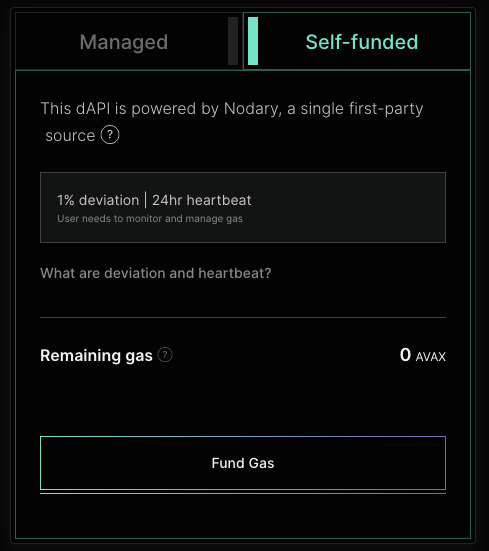 Managed
Self-funded
This dAPI is powered by Nodary, a single first-party
source ?
1% deviation | 24hr heartbeat
User needs to monitor and manage gas
What are deviation and heartbeat?
Remaining gas ?
0 AVAX
Fund Gas